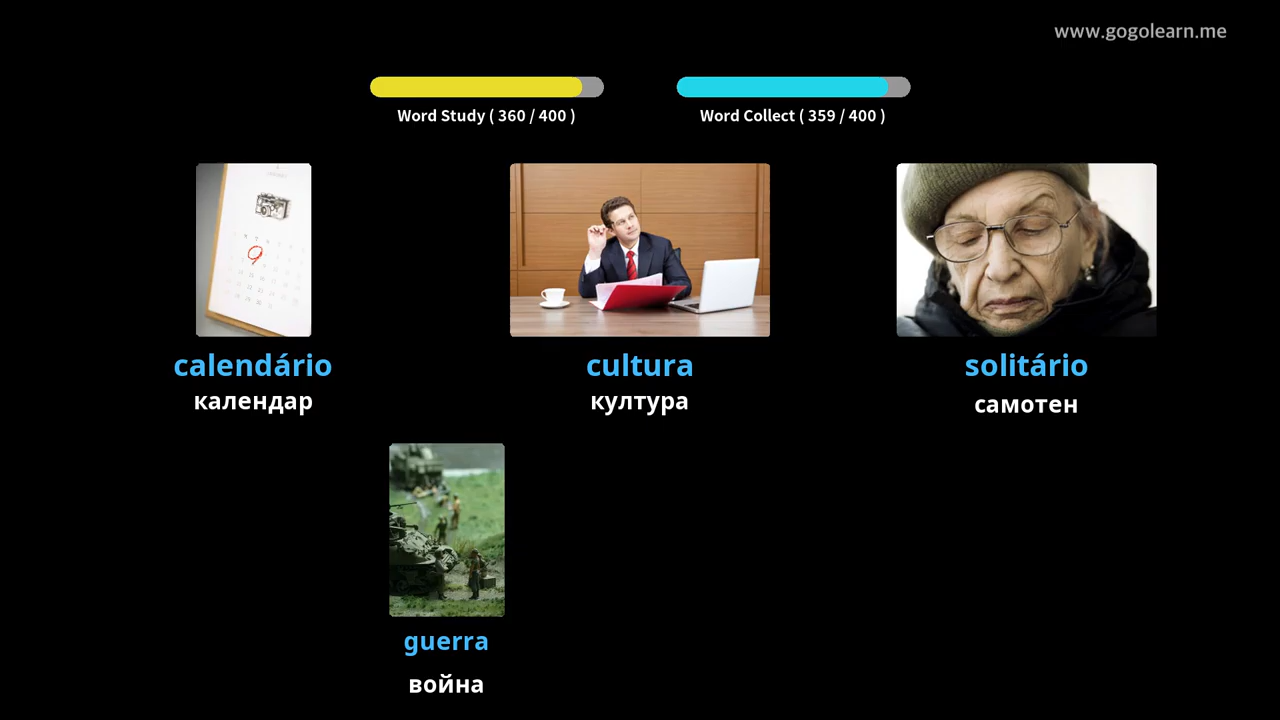 www.gogolearn.me
Word Study ( 360 / 400 )
Word Collect ( 359 / 400 )
calendário
календар
cultura
култура
solitário
самотен
guerra
война